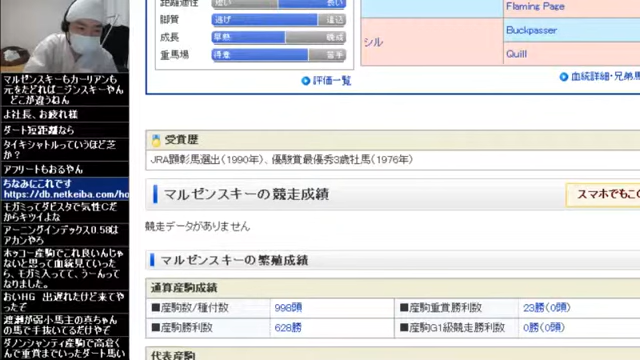 距離適性
短い
長い
脚質
逃げ
追込
成長
早熟
晩成
重馬場
得意
苦手
評価一覧
Flaming Page
シル
Buckpasser
Quill
血統詳細・兄弟馬
受賞歴
JRA顕彰馬選出(1990年)、優駿賞最優秀3歳牡馬(1976年)
マルゼンスキーの競走成績
スマホでもこの
競走データがありません
マルゼンスキーの繁殖成績
通算産駒成績
■産駒数/種付数
998頭
■産駒重賞勝利数
23勝(0頭)
■産駒勝利数
628勝
■産駒G1級競走勝利数
0勝(0頭)
代表産駒
マルゼンスキーもカーリアンも
元をたどればニジンスキーやん
どこが違うねん
よ社長、お疲れ様
ダート短距離なら
タイキシャトルっていうほど芝
か?
アフリートもおるやん
ちなみにこれです
https://db.netkeiba.com/ho
モガミってダビスタで気性Cだ
からキツイよな
アーニングインデックス0.58は
アカンやろ
ホッコー産駒でこれ良いんじゃ
ないと思って血統見ていった
ら、モガミ入ってて、うーんって
なりました。
おいHG 出遅れたけど来てや
ったぞ
渡瀬が弱小馬主の真ちゃん
の馬で手抜いてるだけやぞ
ダノンシャンティ産駒で高倉く
んで重賞までいったダート馬い